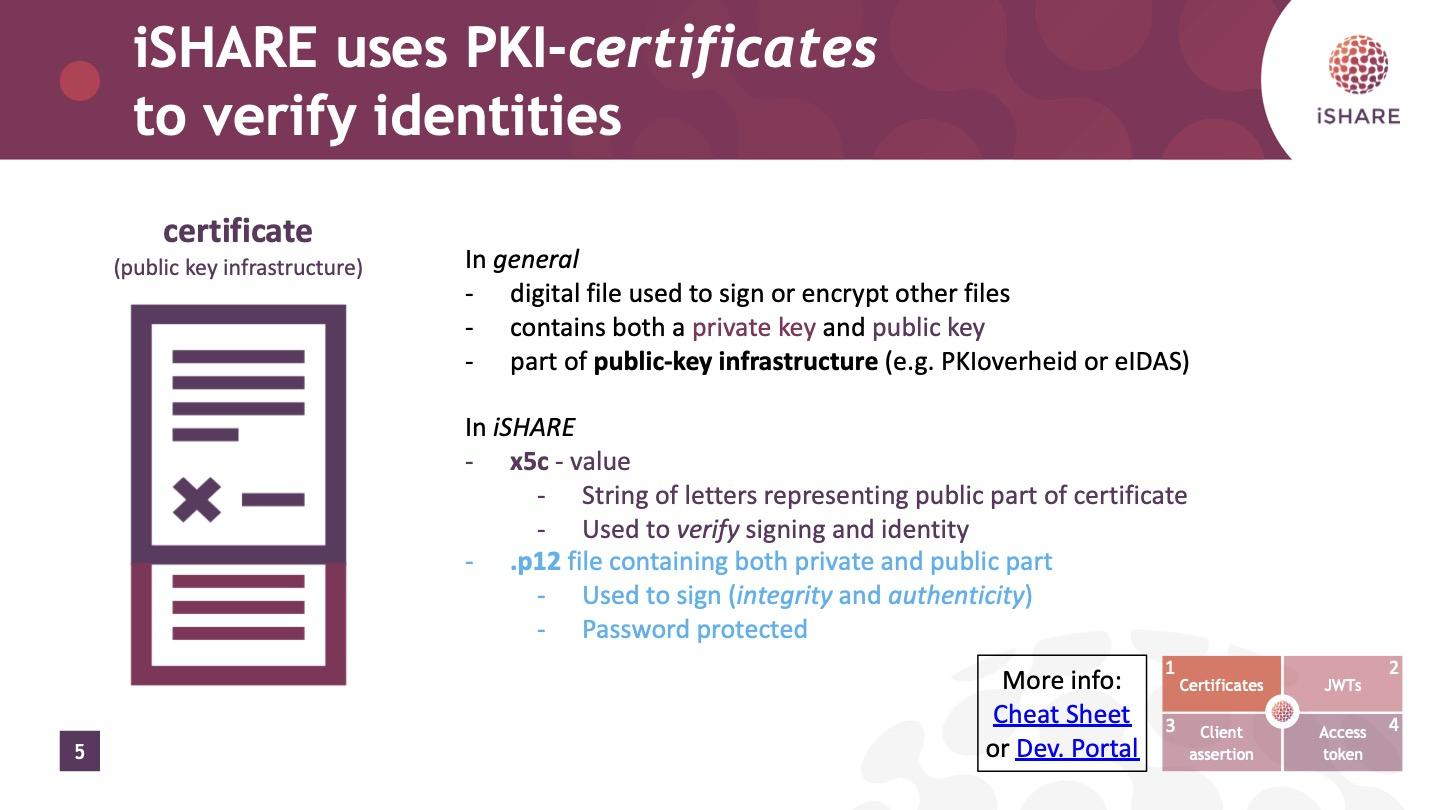 iSHARE uses PKI-certificates
to verify identities
iSHARE
certificate
(public key infrastructure)
In general
- digital file used to sign or encrypt other files
- contains both a private key and public key
- part of public-key infrastructure (e.g. PKIoverheid or eIDAS)
In iSHARE
- x5c - value
- String of letters representing public part of certificate
- Used to verify signing and identity
- .p12 file containing both private and public part
- Used to sign (integrity and authenticity)
- Password protected
More info:
Cheat Sheet
or Dev. Portal
1 Certificates
JWTs 2
3 Client
assertion
Access 4
token
5